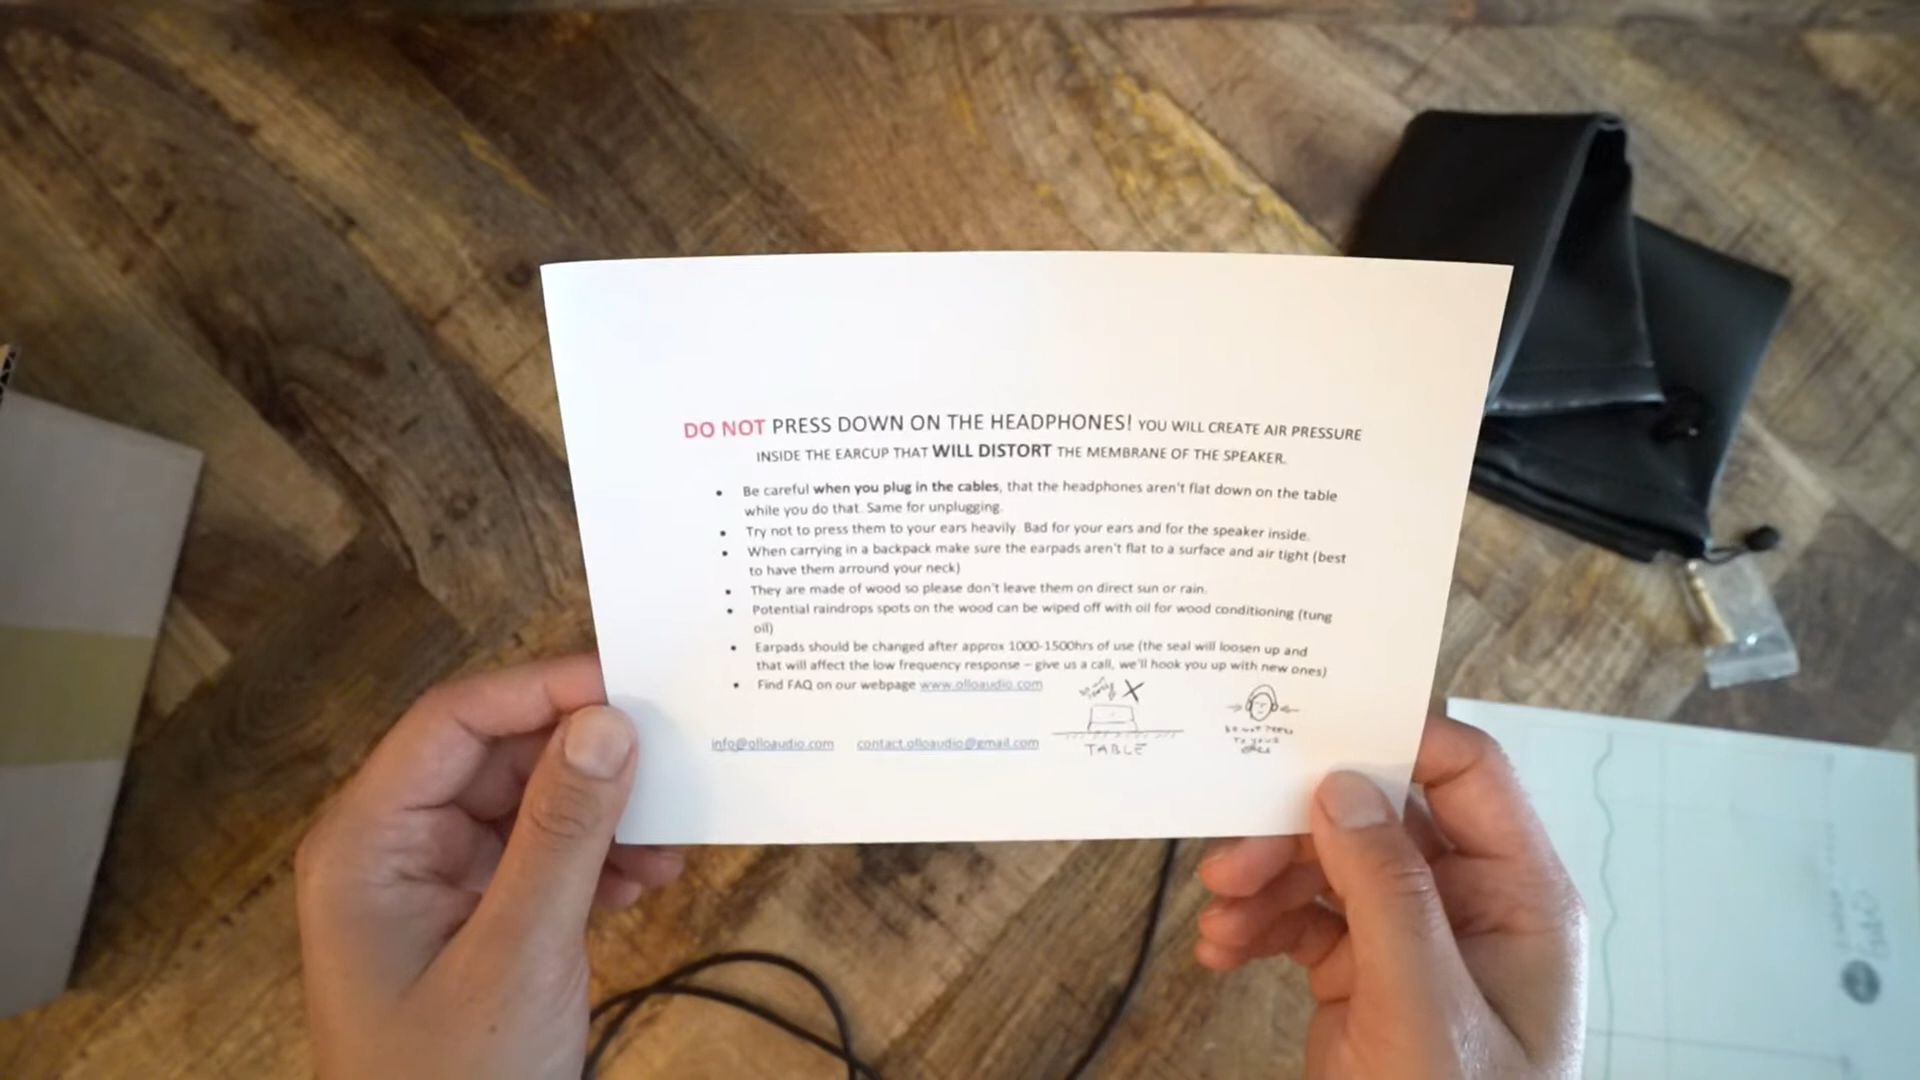 DO NOT PRESS DOWN ON THE HEADPHONES! YOU WILL CREATE AIR PRESSURE
INSIDE THE EARCUP THAT WILL DISTORT THE MEMBRANE OF THE SPEAKER.
• Be careful when you plug in the cables, that the headphones aren't flat down on the table
while you do that. Same for unplugging.
• Try not to press them to your ears heavily. Bad for your ears and for the speaker inside.
• When carrying in a backpack make sure the earpads aren't flat to a surface and air tight (best
to have them arround your neck)
• They are made of wood so please don't leave them on direct sun or rain.
• Potential raindrops spots on the wood can be wiped off with oil for wood conditioning (tung
oil)
• Earpads should be changed after approx 1000-1500hrs of use (the seal will loosen up and
that will affect the low frequency response – give us a call, we'll hook you up with new ones)
• Find FAQ on our webpage www.olloaudio.com
info@olloaudio.com contact.olloaudio@gmail.com
TABLE
DO NOT PRESS
TO YOUR